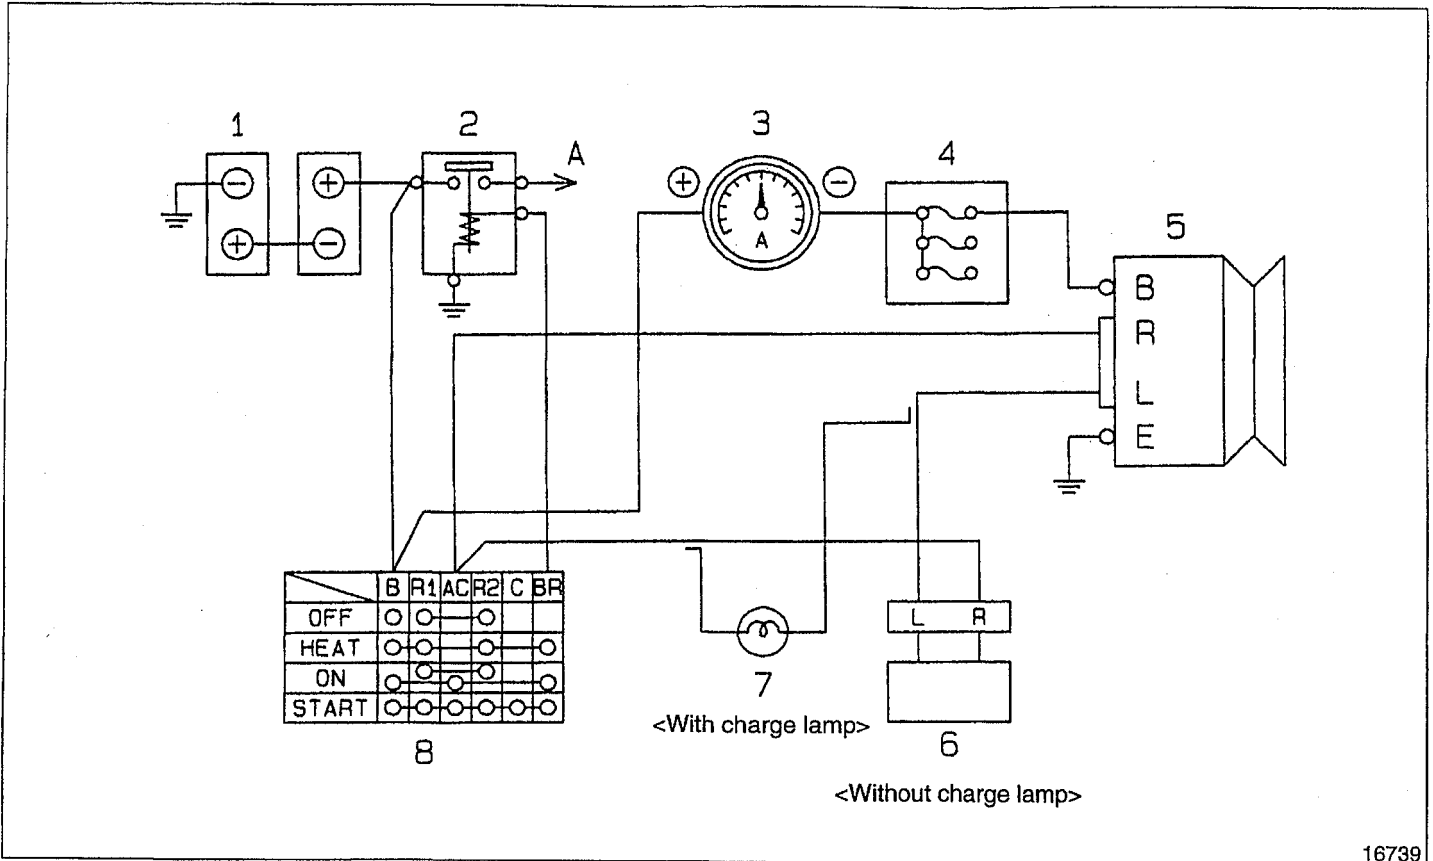 1
2
3
4
5
A
+
−
−
+
+
−
A
B
R
L
E
B R1 AC R2 C BR
OFF
HEAT
ON
START
8
L R
7
<With charge lamp>
6
<Without charge lamp>
16739